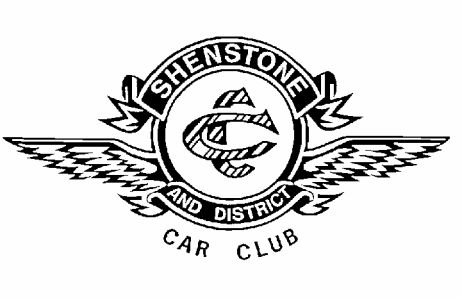 SHENSTONE
CC
AND DISTRICT
CAR CLUB